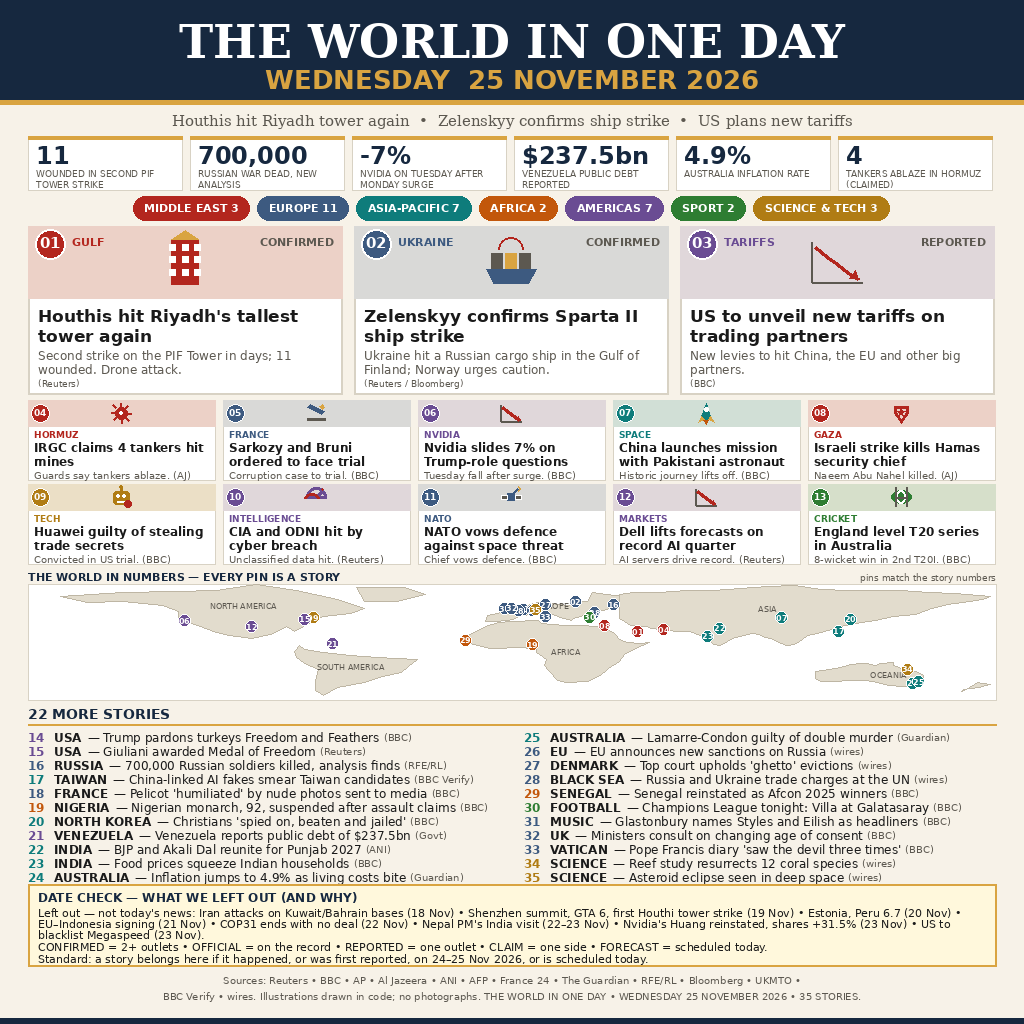 THE WORLD IN ONE DAY
WEDNESDAY 25 NOVEMBER 2026
Houthis hit Riyadh tower again • Zelenskyy confirms ship strike • US plans new tariffs
11
WOUNDED IN SECOND PIF
TOWER STRIKE
700,000
RUSSIAN WAR DEAD, NEW
ANALYSIS
-7%
NVIDIA ON TUESDAY AFTER
MONDAY SURGE
$237.5bn
VENEZUELA PUBLIC DEBT
REPORTED
4.9%
AUSTRALIA INFLATION RATE
4
TANKERS ABLAZE IN HORMUZ
(CLAIMED)
MIDDLE EAST 3
EUROPE 11
ASIA-PACIFIC 7
AFRICA 2
AMERICAS 7
SPORT 2
SCIENCE & TECH 3
01 GULF CONFIRMED
Houthis hit Riyadh's tallest
tower again
Second strike on the PIF Tower in days; 11
wounded. Drone attack.
(Reuters)
02 UKRAINE CONFIRMED
Zelenskyy confirms Sparta II
ship strike
Ukraine hit a Russian cargo ship in the Gulf of
Finland; Norway urges caution.
(Reuters / Bloomberg)
03 TARIFFS REPORTED
US to unveil new tariffs on
trading partners
New levies to hit China, the EU and other big
partners.
(BBC)
04
HORMUZ
IRGC claims 4 tankers hit
mines
Guards say tankers ablaze. (AJ)
05
FRANCE
Sarkozy and Bruni
ordered to face trial
Corruption case to trial. (BBC)
06
NVIDIA
Nvidia slides 7% on
Trump-role questions
Tuesday fall after surge. (BBC)
07
SPACE
China launches mission
with Pakistani astronaut
Historic journey lifts off. (BBC)
08
GAZA
Israeli strike kills Hamas
security chief
Naeem Abu Nahel killed. (AJ)
09
TECH
Huawei guilty of stealing
trade secrets
Convicted in US trial. (BBC)
10
INTELLIGENCE
CIA and ODNI hit by
cyber breach
Unclassified data hit. (Reuters)
11
NATO
NATO vows defence
against space threat
Chief vows defence. (BBC)
12
MARKETS
Dell lifts forecasts on
record AI quarter
AI servers drive record. (Reuters)
13
CRICKET
England level T20 series
in Australia
8-wicket win in 2nd T20I. (BBC)
THE WORLD IN NUMBERS — EVERY PIN IS A STORY
pins match the story numbers
NORTH AMERICA
SOUTH AMERICA
AFRICA
ASIA
OCEANIA
06
12
15
21
29
19
33
02
16
08
01
04
07
23
22
17
20
34
25
22 MORE STORIES
14 USA — Trump pardons turkeys Freedom and Feathers (BBC)
15 USA — Giuliani awarded Medal of Freedom (Reuters)
16 RUSSIA — 700,000 Russian soldiers killed, analysis finds (RFE/RL)
17 TAIWAN — China-linked AI fakes smear Taiwan candidates (BBC Verify)
18 FRANCE — Pelicot 'humiliated' by nude photos sent to media (BBC)
19 NIGERIA — Nigerian monarch, 92, suspended after assault claims (BBC)
20 NORTH KOREA — Christians 'spied on, beaten and jailed' (BBC)
21 VENEZUELA — Venezuela reports public debt of $237.5bn (Govt)
22 INDIA — BJP and Akali Dal reunite for Punjab 2027 (ANI)
23 INDIA — Food prices squeeze Indian households (BBC)
24 AUSTRALIA — Inflation jumps to 4.9% as living costs bite (Guardian)
25 AUSTRALIA — Lamarre-Condon guilty of double murder (Guardian)
26 EU — EU announces new sanctions on Russia (wires)
27 DENMARK — Top court upholds 'ghetto' evictions (wires)
28 BLACK SEA — Russia and Ukraine trade charges at the UN (wires)
29 SENEGAL — Senegal reinstated as Afcon 2025 winners (BBC)
30 FOOTBALL — Champions League tonight: Villa at Galatasaray (BBC)
31 MUSIC — Glastonbury names Styles and Eilish as headliners (BBC)
32 UK — Ministers consult on changing age of consent (BBC)
33 VATICAN — Pope Francis diary 'saw the devil three times' (BBC)
34 SCIENCE — Reef study resurrects 12 coral species (wires)
35 SCIENCE — Asteroid eclipse seen in deep space (wires)
DATE CHECK — WHAT WE LEFT OUT (AND WHY)
Left out — not today's news: Iran attacks on Kuwait/Bahrain bases (18 Nov) • Shenzhen summit, GTA 6, first Houthi tower strike (19 Nov) • Estonia, Peru 6.7 (20 Nov) •
EU–Indonesia signing (21 Nov) • COP31 ends with no deal (22 Nov) • Nepal PM's India visit (22–23 Nov) • Nvidia's Huang reinstated, shares +31.5% (23 Nov) • US to
blacklist Megaspeed (23 Nov).
CONFIRMED = 2+ outlets • OFFICIAL = on the record • REPORTED = one outlet • CLAIM = one side • FORECAST = scheduled today.
Standard: a story belongs here if it happened, or was first reported, on 24–25 Nov 2026, or is scheduled today.
Sources: Reuters • BBC • AP • Al Jazeera • ANI • AFP • France 24 • The Guardian • RFE/RL • Bloomberg • UKMTO •
BBC Verify • wires. Illustrations drawn in code; no photographs. THE WORLD IN ONE DAY • WEDNESDAY 25 NOVEMBER 2026 • 35 STORIES.